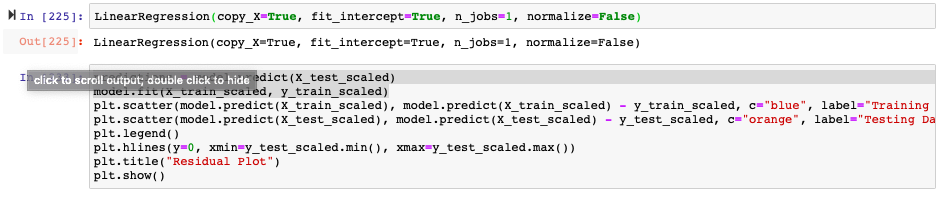 In [225]: LinearRegression(copy_X=True, fit_intercept=True, n_jobs=1, normalize=False)
Out[225]: LinearRegression(copy_X=True, fit_intercept=True, n_jobs=1, normalize=False)
click to scroll output; double click to hide
edict(X_test_scaled)
model.fit(X_train_scaled, y_train_scaled)
plt.scatter(model.predict(X_train_scaled), model.predict(X_train_scaled) - y_train_scaled, c="blue", label="Training
plt.scatter(model.predict(X_test_scaled), model.predict(X_test_scaled) - y_test_scaled, c="orange", label="Testing Da
plt.legend()
plt.hlines(y=0, xmin=y_test_scaled.min(), xmax=y_test_scaled.max())
plt.title("Residual Plot")
plt.show()